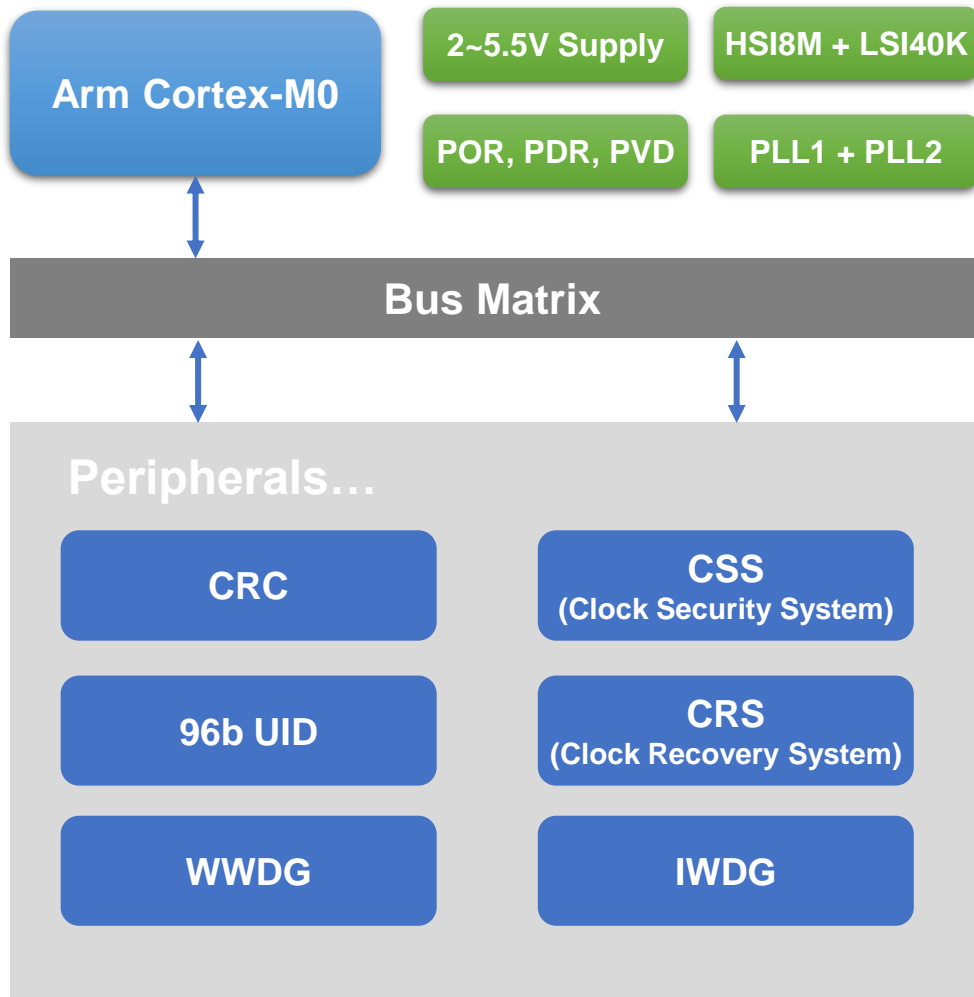 Arm Cortex-M0
2~5.5V Supply
HSI8M + LSI40K
POR, PDR, PVD
PLL1 + PLL2
Bus Matrix
Peripherals…
CRC
CSS
(Clock Security System)
96b UID
CRS
(Clock Recovery System)
WWDG
IWDG